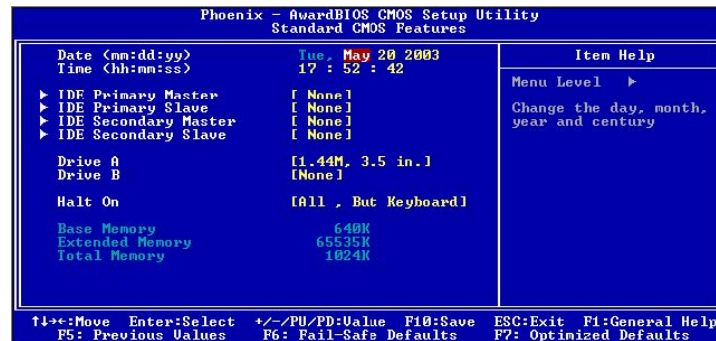 Phoenix - AwardBIOS CMOS Setup Utility
Standard CMOS Features
Date (mm:dd:yy) Tue, May 20 2003
Time (hh:mm:ss) 17 : 52 : 42
► IDE Primary Master [ None]
► IDE Primary Slave [ None]
► IDE Secondary Master [ None]
► IDE Secondary Slave [ None]
Drive A [1.44M, 3.5 in.]
Drive B [None]
Halt On [All , But Keyboard]
Base Memory 640K
Extended Memory 65535K
Total Memory 1024K
Item Help
Menu Level ►
Change the day, month,
year and century
↑↓→←:Move Enter:Select +/-/PU/PD:Value F10:Save ESC:Exit F1:General Help
F5: Previous Values F6: Fail-Safe Defaults F7: Optimized Defaults